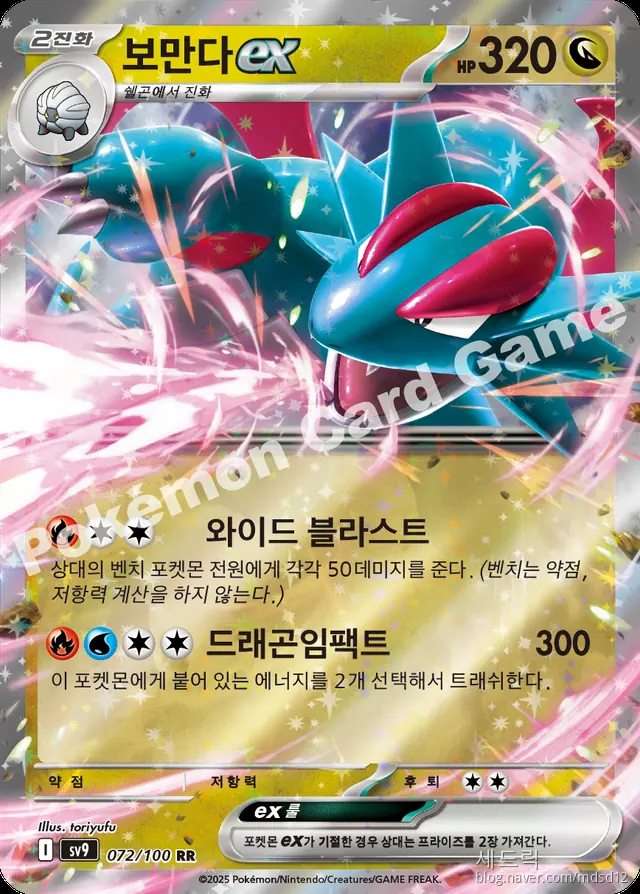 2진화
보만다 ex
HP 320
쉘곤에서 진화
Pokémon Card Game
와이드 블라스트
상대의 벤치 포켓몬 전원에게 각각 50데미지를 준다. (벤치는 약점,
저항력 계산을 하지 않는다.)
드래곤임팩트 300
이 포켓몬에게 붙어 있는 에너지를 2개 선택해서 트래쉬한다.
약점 저항력 후퇴
ex 룰
포켓몬 ex가 기절한 경우 상대는 프라이즈를 2장 가져간다.
Illus. toriyufu
I sv9 072/100 RR
©2025 Pokémon/Nintendo/Creatures/GAME FREAK.
세드릭
blog.naver.com/mdsd12